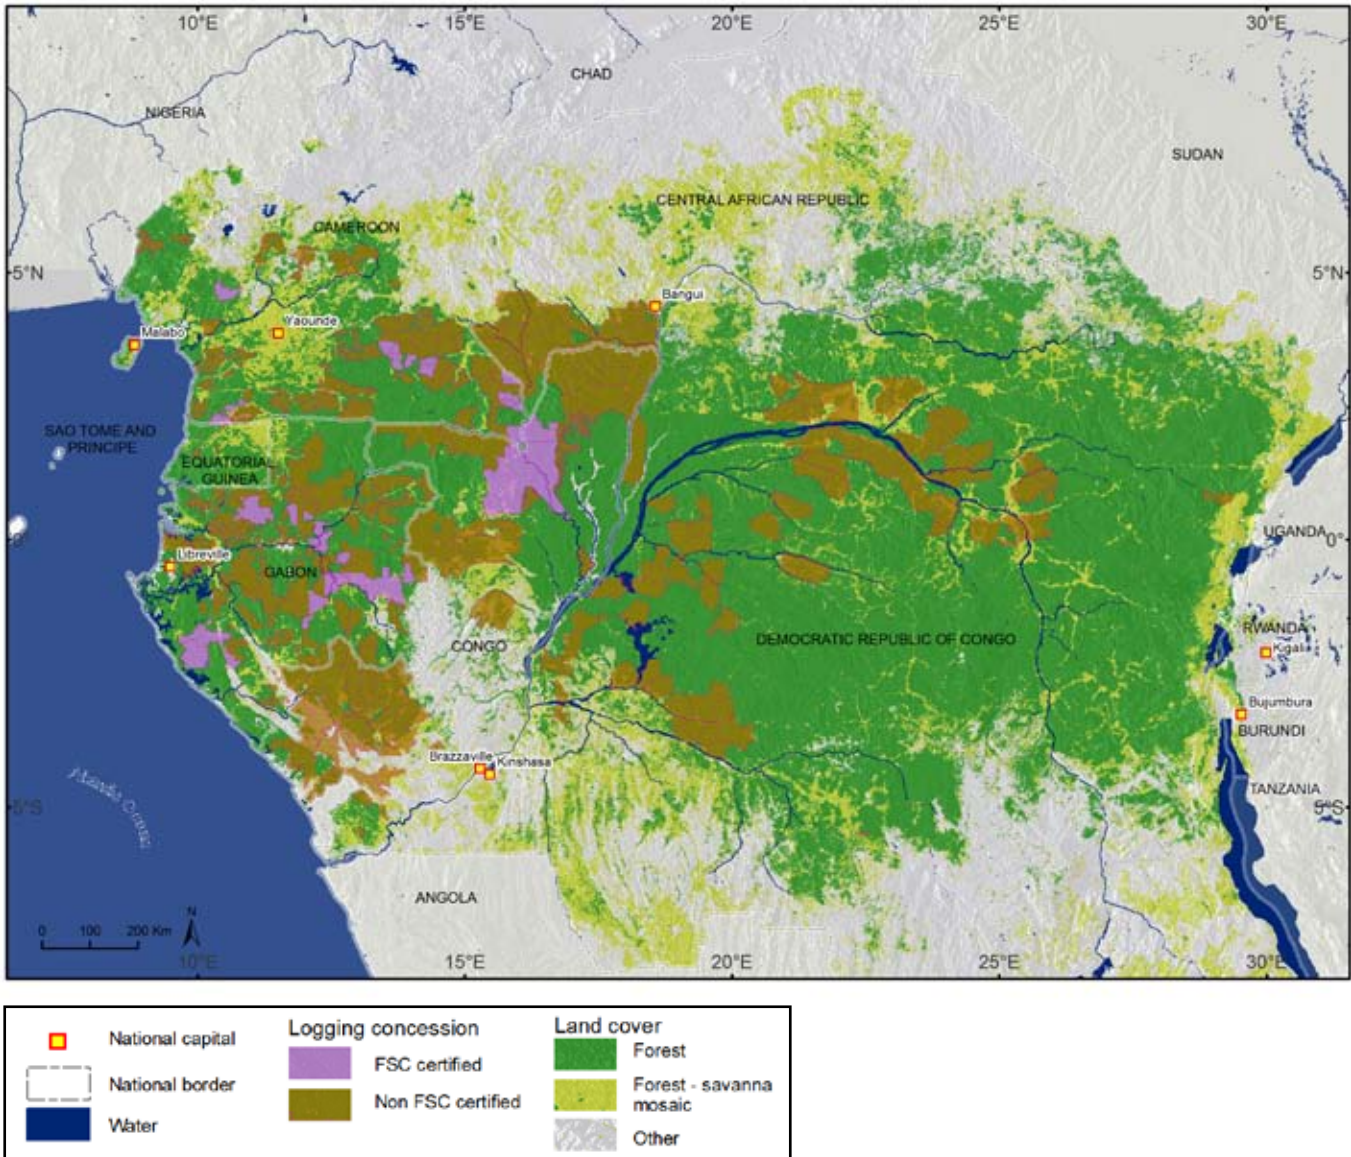 10°E 15°E 20°E 25°E 30°E
CHAD
NIGERIA
SUDAN
CENTRAL AFRICAN REPUBLIC
CAMEROON
5°N 5°N
Bangui
Malabo
Yaounde
SAO TOME AND
PRINCIPE
EQUATORIAL
GUINEA
UGANDA
0°
Libreville
GABON
RWANDA
DEMOCRATIC REPUBLIC OF CONGO
CONGO
Kigali
Bujumbura
BURUNDI
Brazzaville
Kinshasa
TANZANIA
5°S 5°S
Ocean
ANGOLA
N
0 100 200 Km
10°E 15°E 20°E 25°E 30°E
National capital
National border
Water
Logging concession
FSC certified
Non FSC certified
Land cover
Forest
Forest - savanna
mosaic
Other